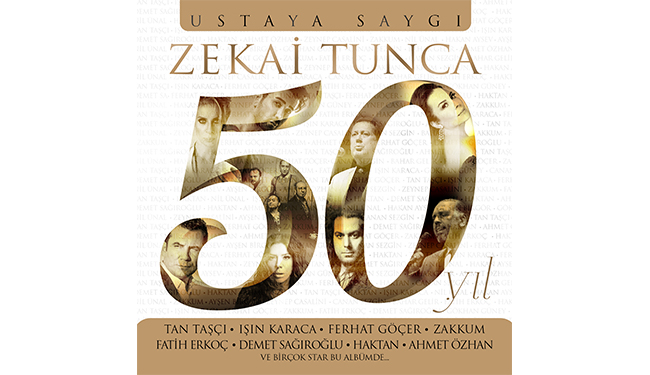 USTAYA SAYGI
ZEKAİ TUNCA
50
yıl
TAN TAŞÇI • IŞIN KARACA • FERHAT GÖÇER • ZAKKUM
FATİH ERKOÇ • DEMET SAĞIROĞLU • HAKTAN • AHMET ÖZHAN
VE BİRÇOK STAR BU ALBÜMDE...